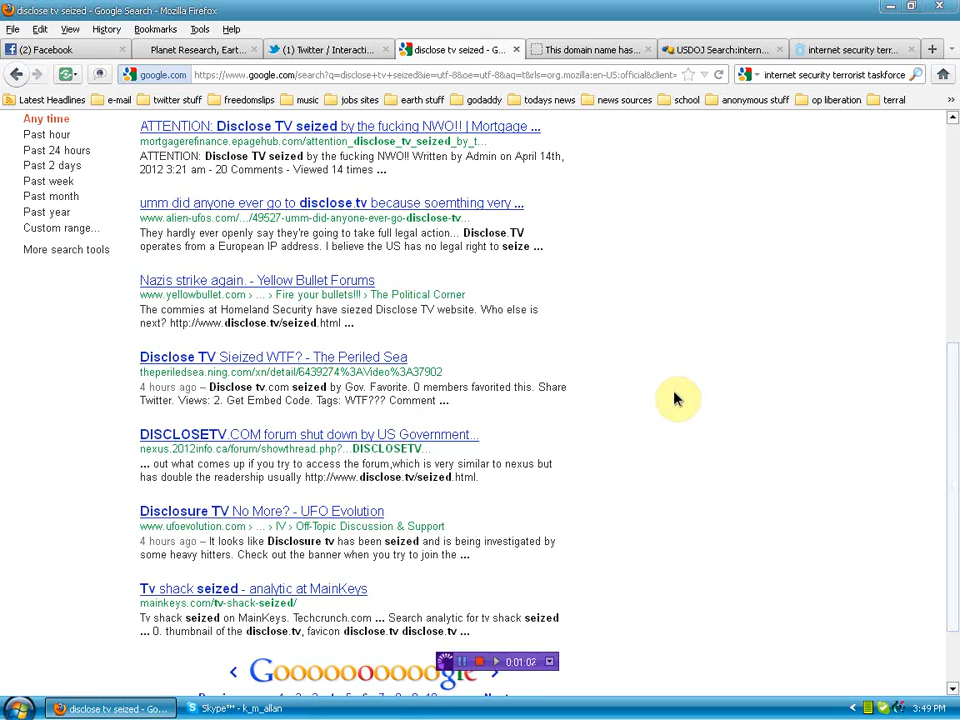 disclose tv seized - Google Search - Mozilla Firefox
File Edit View History Bookmarks Tools Help
(2) Facebook
Planet Research, Eart...
(1) Twitter / Interactin...
disclose tv seized - G...
This domain name has...
USDOJ Search:intern...
internet security terr...
google.com https://www.google.com/search?q=disclose+tv+seized&ie=utf-8&oe=utf-8&aq=t&rls=org.mozilla:en-US:official&client=
internet security terrorist taskforce
Latest Headlines e-mail twitter stuff freedomslips music jobs sites earth stuff godaddy todays news news sources school anonymous stuff op liberation terral
Any time
Past hour
Past 24 hours
Past 2 days
Past week
Past month
Past year
Custom range...
More search tools
ATTENTION: Disclose TV seized by the fucking NWO!! | Mortgage ...
mortgagerefinance.epagehub.com/attention_disclose_tv_seized_by_t...
ATTENTION: Disclose TV seized by the fucking NWO!! Written by Admin on April 14th,
2012 3:21 am - 20 Comments - Viewed 14 times ...
umm did anyone ever go to disclose.tv because soemthing very ...
www.alien-ufos.com/.../49527-umm-did-anyone-ever-go-disclose-tv...
They hardly ever openly say they're going to take full legal action... Disclose.TV
operates from a European IP address. I believe the US has no legal right to seize ...
Nazis strike again. - Yellow Bullet Forums
www.yellowbullet.com > ... > Fire your bullets!!! > The Political Corner
The commies at Homeland Security have siezed Disclose TV website. Who else is
next? http://www.disclose.tv/seized.html ...
Disclose TV Sieized WTF? - The Periled Sea
theperiledsea.ning.com/xn/detail/6439274%3AVideo%3A37902
4 hours ago – Disclose tv.com seized by Gov. Favorite. 0 members favorited this. Share
Twitter. Views: 2. Get Embed Code. Tags: WTF??? Comment ...
DISCLOSETV.COM forum shut down by US Government...
nexus.2012info.ca/forum/showthread.php?...DISCLOSETV...
... out what comes up if you try to access the forum,which is very similar to nexus but
has double the readership usually http://www.disclose.tv/seized.html.
Disclosure TV No More? - UFO Evolution
www.ufoevolution.com > ... > IV > Off-Topic Discussion & Support
4 hours ago – It looks like Disclosure tv has been seized and is being investigated by
some heavy hitters. Check out the banner when you try to join the ...
Tv shack seized - analytic at MainKeys
mainkeys.com/tv-shack-seized/
Tv shack seized on MainKeys. Techcrunch.com ... Search analytic for tv shack seized
... 0. thumbnail of the disclose.tv, favicon disclose.tv disclose.tv ...
Goooooooooogle
0:01:02
disclose tv seized - Go...
Skype™ - k_m_allan
3:49 PM